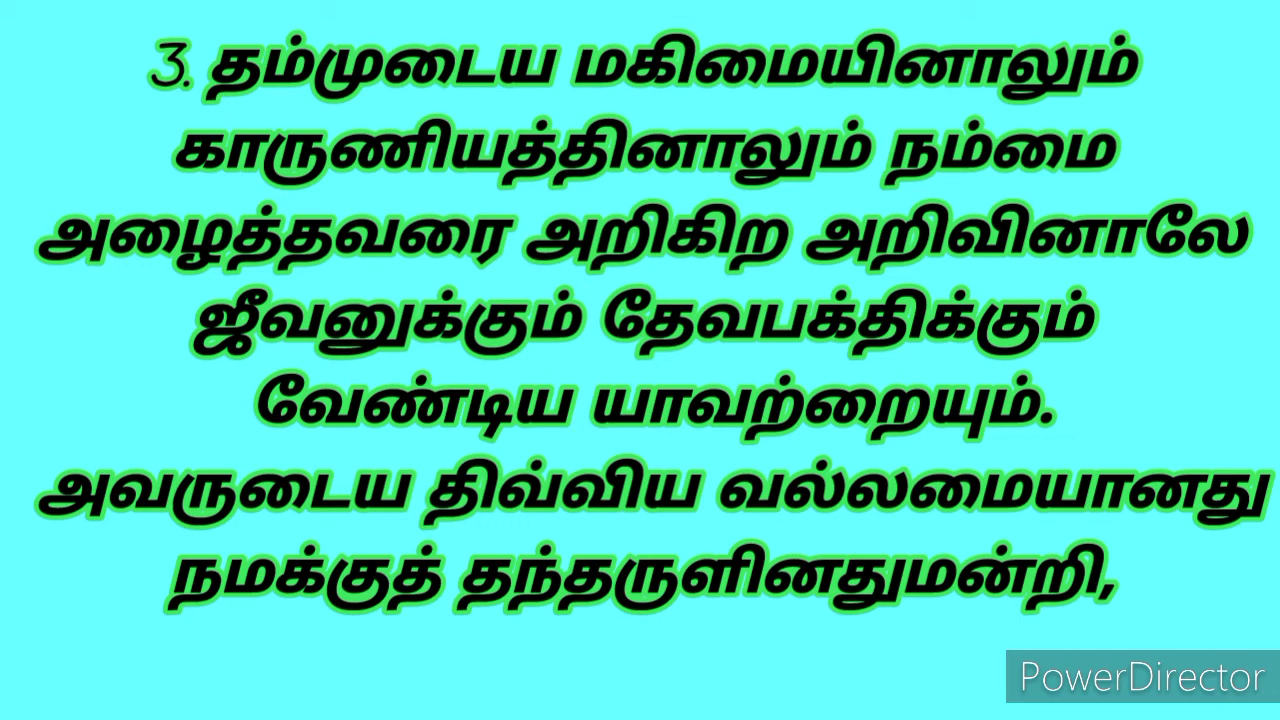 3. தம்முடைய மகிமையினாலும்
காருணியத்தினாலும் நம்மை
அழைத்தவரை அறிகிற அறிவினாலே
ஜீவனுக்கும் தேவபக்திக்கும்
வேண்டிய யாவற்றையும்.
அவருடைய திவ்விய வல்லமையானது
நமக்குத் தந்தருளினதுமன்றி,
PowerDirector